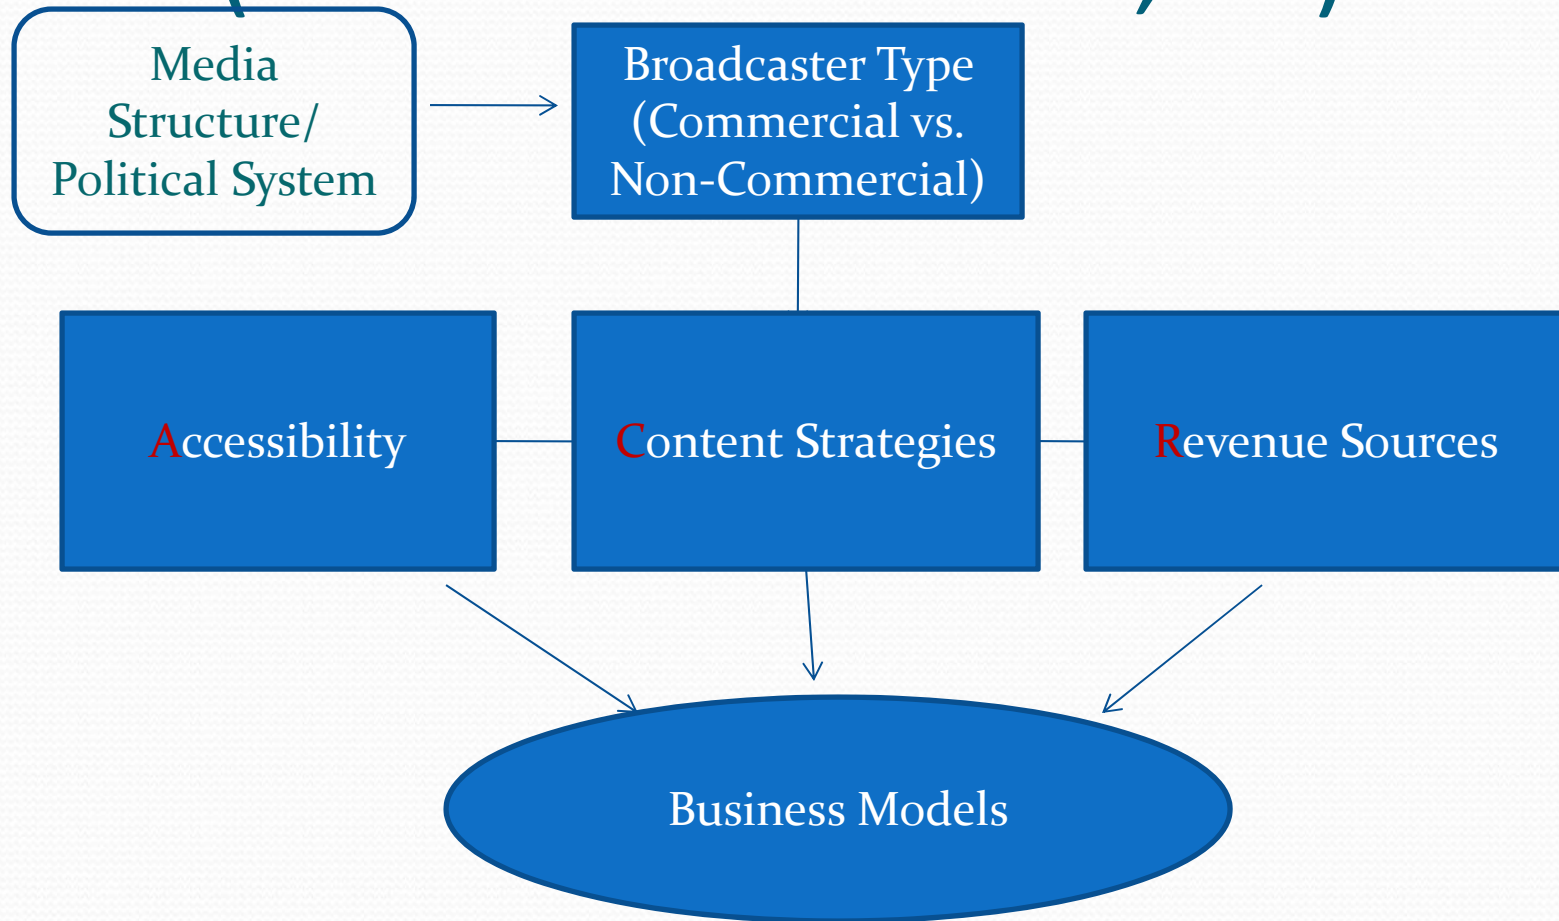 Media
Structure/
Political System
Broadcaster Type
(Commercial vs.
Non-Commercial)
Accessibility
Content Strategies
Revenue Sources
Business Models